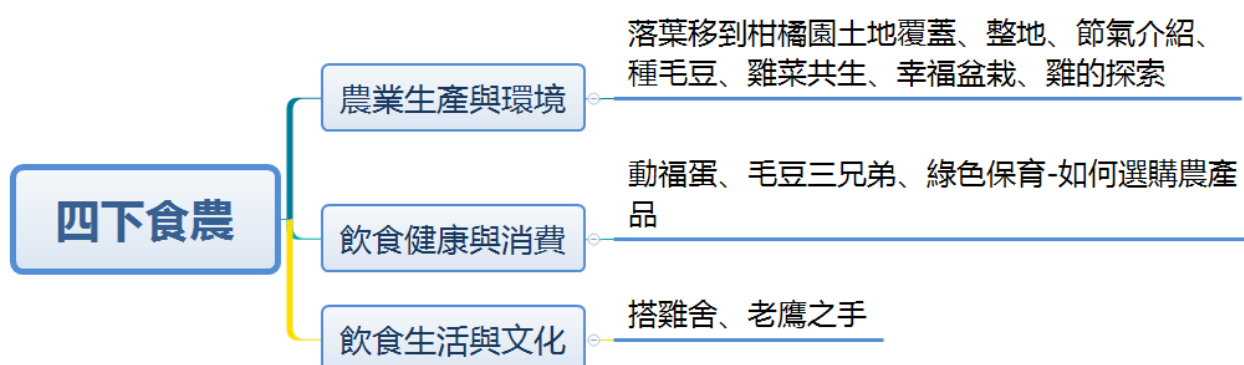 四下食農
農業生產與環境
落葉移到柑橘園土地覆蓋、整地、節氣介紹、
種毛豆、雞菜共生、幸福盆栽、雞的探索
飲食健康與消費
動福蛋、毛豆三兄弟、綠色保育-如何選購農產
品
飲食生活與文化
搭雞舍、老鷹之手